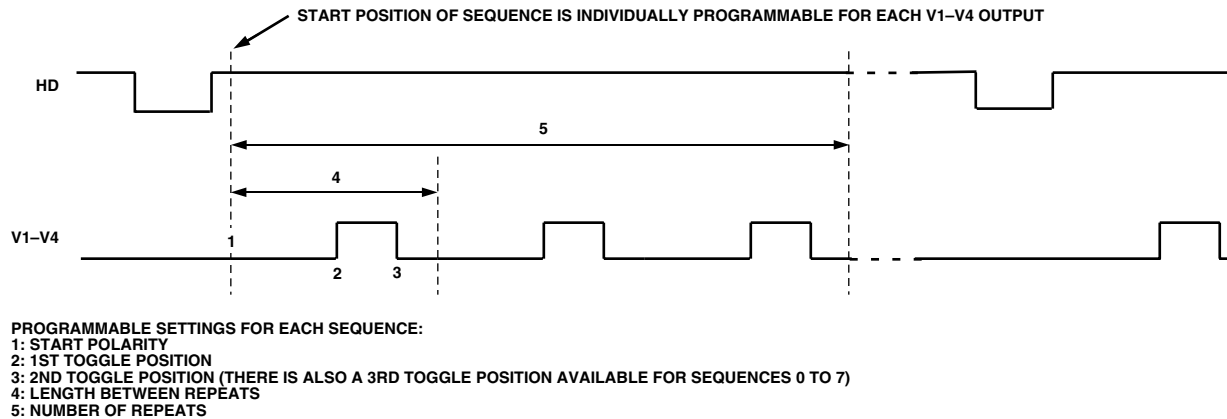 START POSITION OF SEQUENCE IS INDIVIDUALLY PROGRAMMABLE FOR EACH V1–V4 OUTPUT
HD
5
4
V1–V4
1
2
3
PROGRAMMABLE SETTINGS FOR EACH SEQUENCE:
1: START POLARITY
2: 1ST TOGGLE POSITION
3: 2ND TOGGLE POSITION (THERE IS ALSO A 3RD TOGGLE POSITION AVAILABLE FOR SEQUENCES 0 TO 7)
4: LENGTH BETWEEN REPEATS
5: NUMBER OF REPEATS